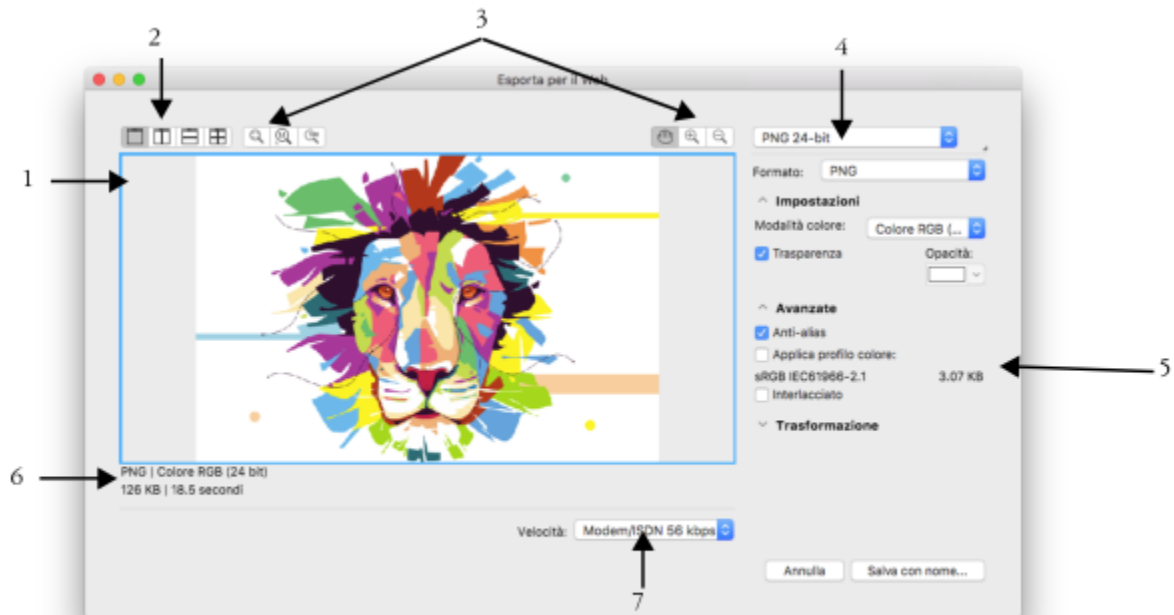 3
2
4
Esporta per il Web
PNG 24-bit
1
Formato: PNG
Impostazioni
Modalità colore: Colore RGB (...
Trasparenza Opacità:
Avanzate
Anti-alias
Applica profilo colore:
5
sRGB IEC61966-2.1 3.07 KB
Interlacciato
Trasformazione
6
PNG | Colore RGB (24 bit)
126 KB | 18.5 secondi
Velocità: Modem/ISDN 56 kbps
Annulla Salva con nome...
7